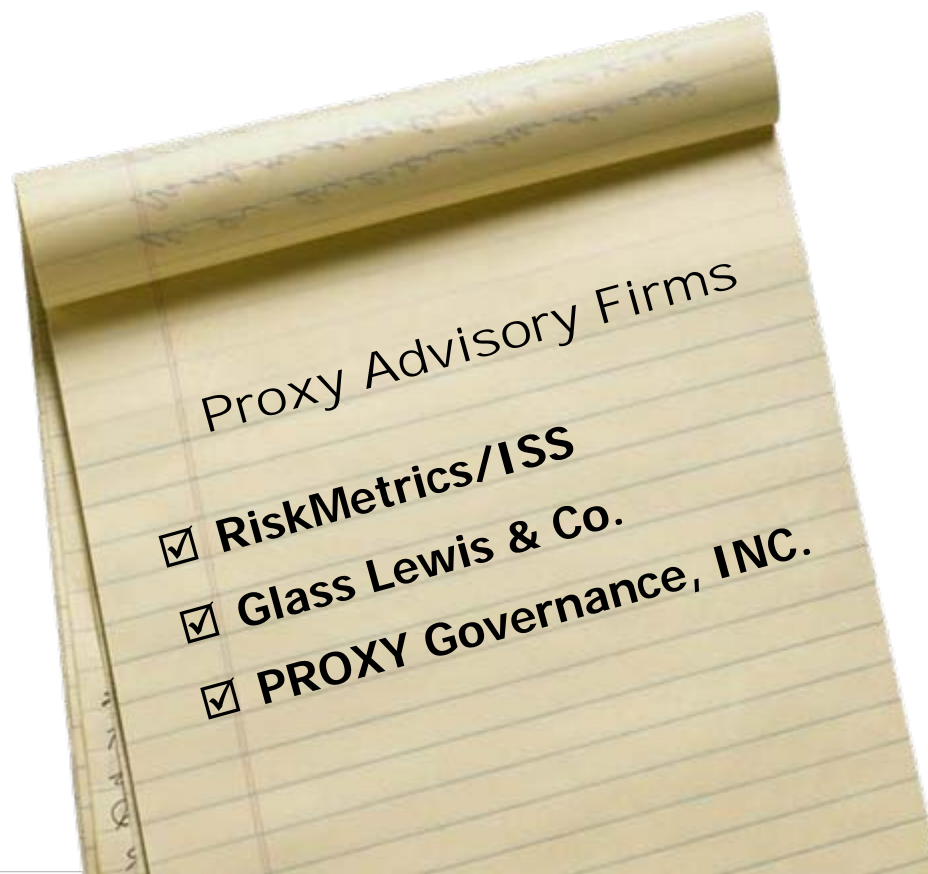 Proxy Advisory Firms
☑ RiskMetrics/ISS
☑ Glass Lewis & Co.
☑ PROXY Governance, INC.